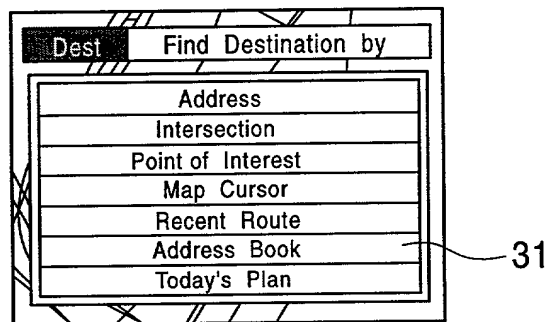 Dest Find Destination by
Address
Intersection
Point of Interest
Map Cursor
Recent Route
Address Book
31
Today's Plan